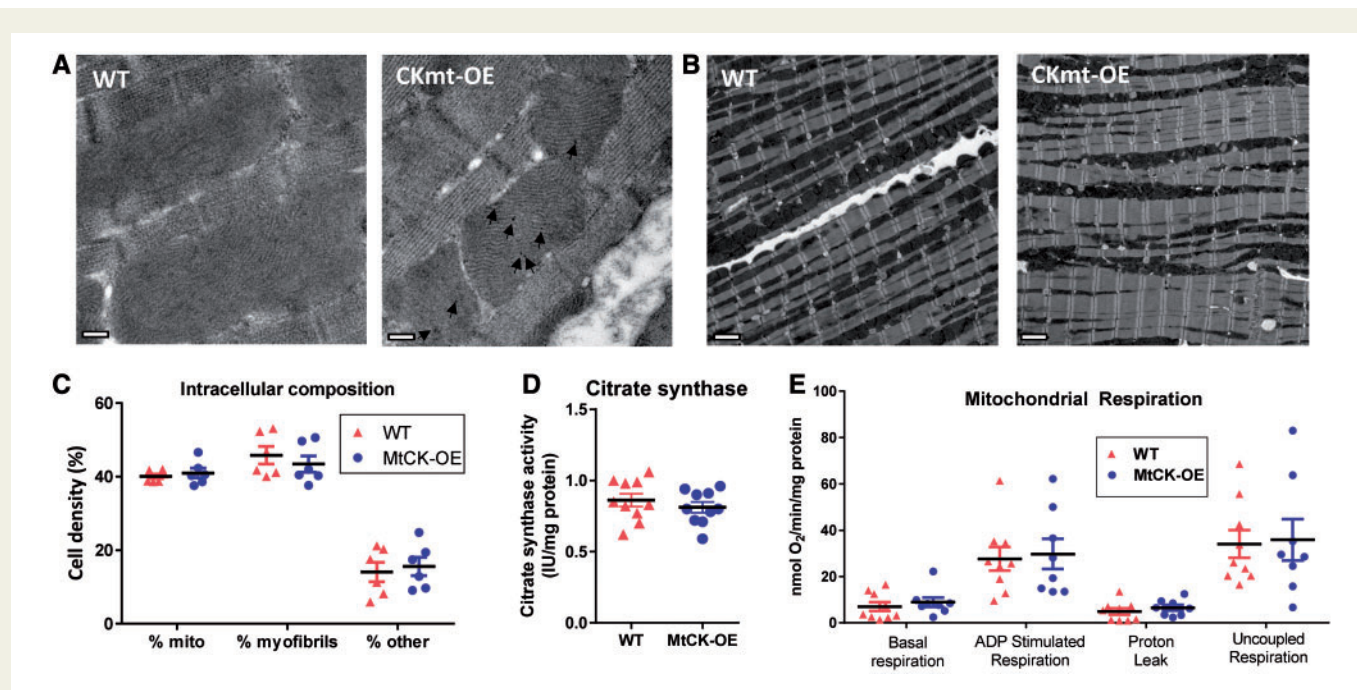 A
WT
CKmt-OE
B
WT
CKmt-OE
C
Intracellular composition
Cell density (%)
60
40
20
0
WT
MtCK-OE
% mito
% myofibrils
% other
D
Citrate synthase
Citrate synthase activity
(IU/mg protein)
1.5
1.0
0.5
0.0
WT
MtCK-OE
E
Mitochondrial Respiration
nmol O₂/min/mg protein
100
80
60
40
20
0
WT
MtCK-OE
Basal
respiration
ADP Stimulated
Respiration
Proton
Leak
Uncoupled
Respiration